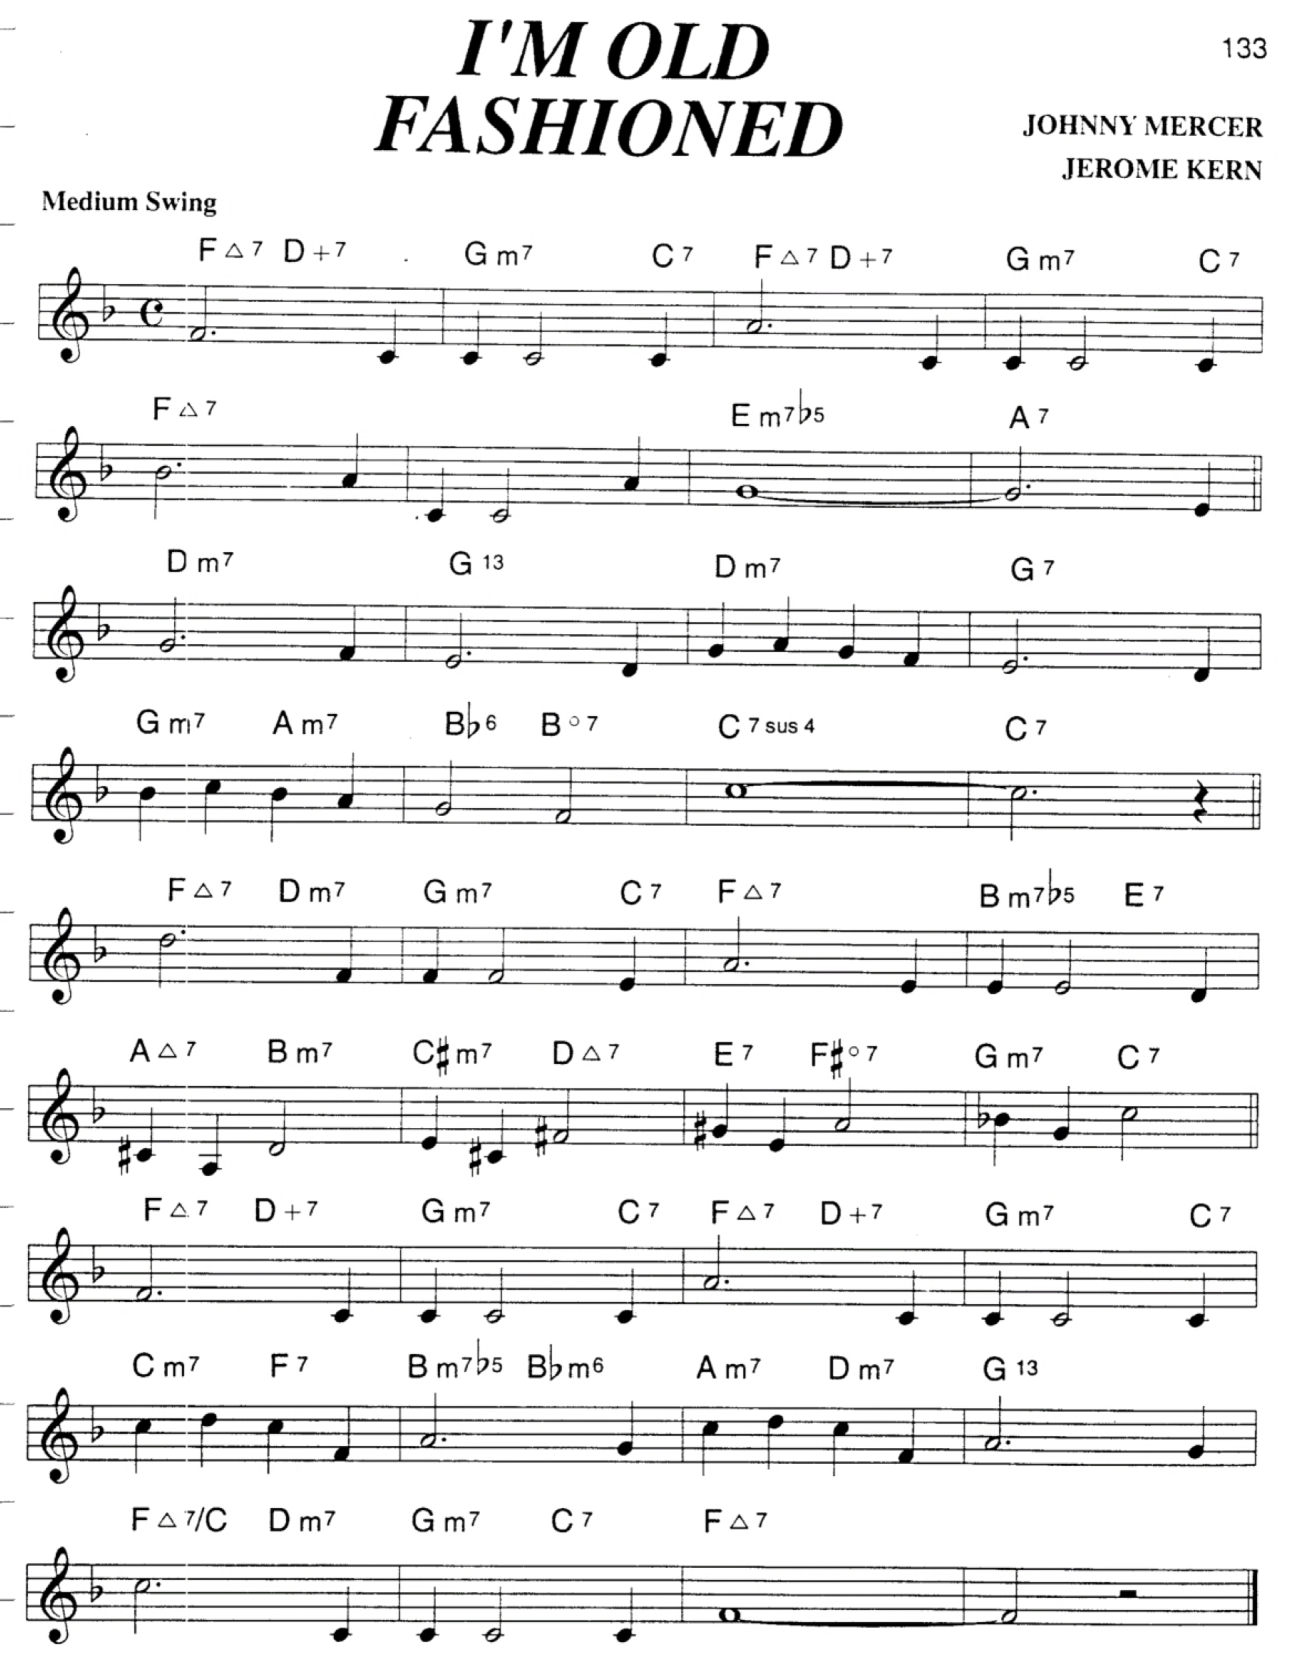 I'M OLD
FASHIONED
133
JOHNNY MERCER
JEROME KERN
Medium Swing
F△7 D+7 Gm7 C7 F△7 D+7 Gm7 C7
F△7 Em7♭5 A7
Dm7 G13 Dm7 G7
Gm7 Am7 B♭6 B°7 C7sus4 C7
F△7 Dm7 Gm7 C7 F△7 Bm7♭5 E7
A△7 Bm7 C♯m7 D△7 E7 F♯°7 Gm7 C7
F△7 D+7 Gm7 C7 F△7 D+7 Gm7 C7
Cm7 F7 Bm7♭5 B♭m6 Am7 Dm7 G13
F△7/C Dm7 Gm7 C7 F△7